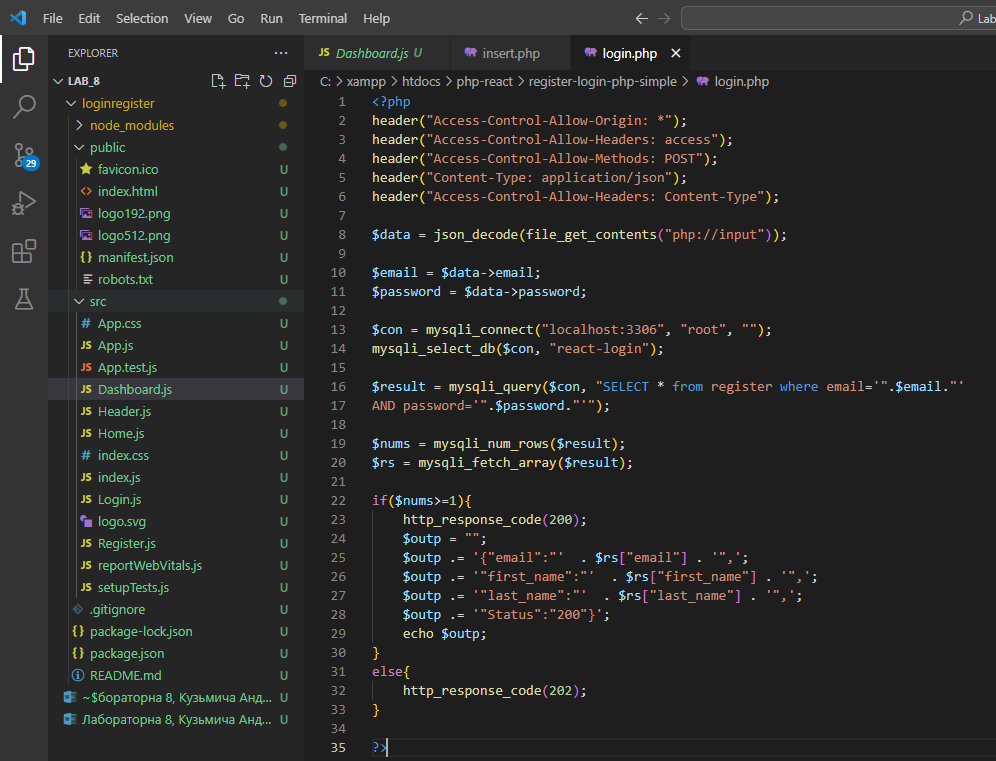 File Edit Selection View Go Run Terminal Help
Lab
EXPLORER
JS Dashboard.js U
insert.php
login.php
LAB_8
C: > xampp > htdocs > php-react > register-login-php-simple > login.php
loginregister
node_modules
public
favicon.ico U
<> index.html U
logo192.png U
logo512.png U
{} manifest.json U
robots.txt U
src
# App.css U
JS App.js U
JS App.test.js U
JS Dashboard.js U
JS Header.js U
JS Home.js U
# index.css U
JS index.js U
JS Login.js U
logo.svg U
JS Register.js U
JS reportWebVitals.js U
JS setupTests.js U
.gitignore U
{} package-lock.json U
{} package.json U
README.md U
~$бораторна 8, Кузьмича Анд... U
Лабораторна 8, Кузьмича Анд... U
29
1 <?php
2 header("Access-Control-Allow-Origin: *");
3 header("Access-Control-Allow-Headers: access");
4 header("Access-Control-Allow-Methods: POST");
5 header("Content-Type: application/json");
6 header("Access-Control-Allow-Headers: Content-Type");
7
8 $data = json_decode(file_get_contents("php://input"));
9
10 $email = $data->email;
11 $password = $data->password;
12
13 $con = mysqli_connect("localhost:3306", "root", "");
14 mysqli_select_db($con, "react-login");
15
16 $result = mysqli_query($con, "SELECT * from register where email='".$email."'
17 AND password='".$password."'");
18
19 $nums = mysqli_num_rows($result);
20 $rs = mysqli_fetch_array($result);
21
22 if($nums>=1){
23 http_response_code(200);
24 $outp = "";
25 $outp .= '{"email":"' . $rs["email"] . '",';
26 $outp .= '"first_name":"' . $rs["first_name"] . '",';
27 $outp .= '"last_name":"' . $rs["last_name"] . '",';
28 $outp .= '"Status":"200"}';
29 echo $outp;
30 }
31 else{
32 http_response_code(202);
33 }
34
35 ?>